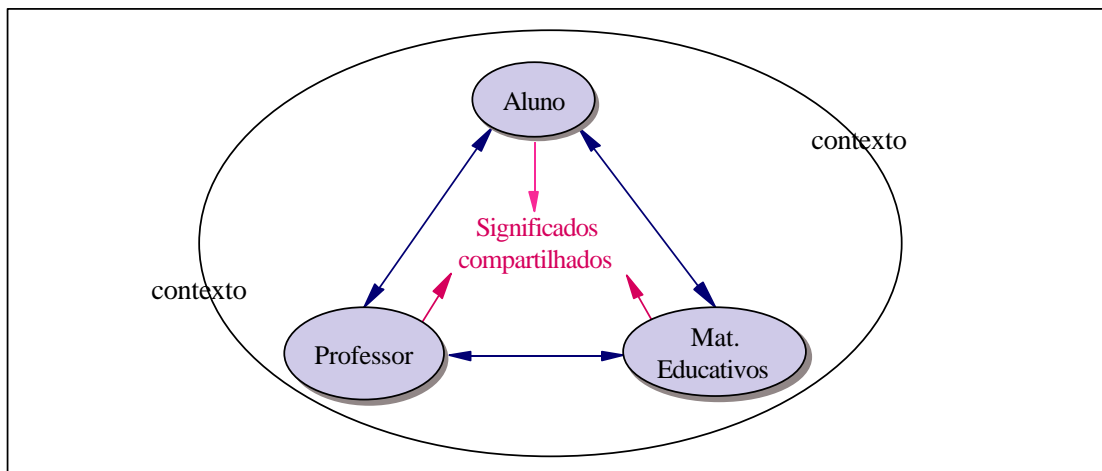 Aluno
contexto
Significados
compartilhados
contexto
Professor
Mat.
Educativos